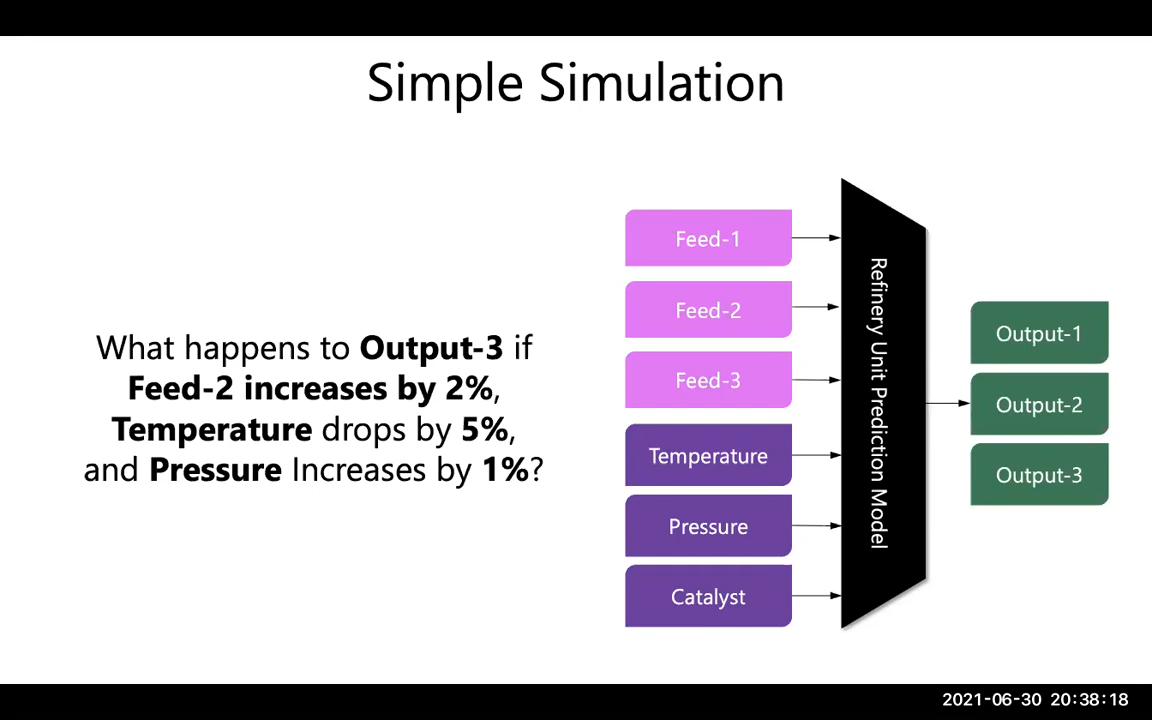 Simple Simulation
What happens to Output-3 if
Feed-2 increases by 2%,
Temperature drops by 5%,
and Pressure Increases by 1%?
Feed-1
Feed-2
Feed-3
Temperature
Pressure
Catalyst
Refinery Unit Prediction Model
Output-1
Output-2
Output-3
2021-06-30 20:38:18